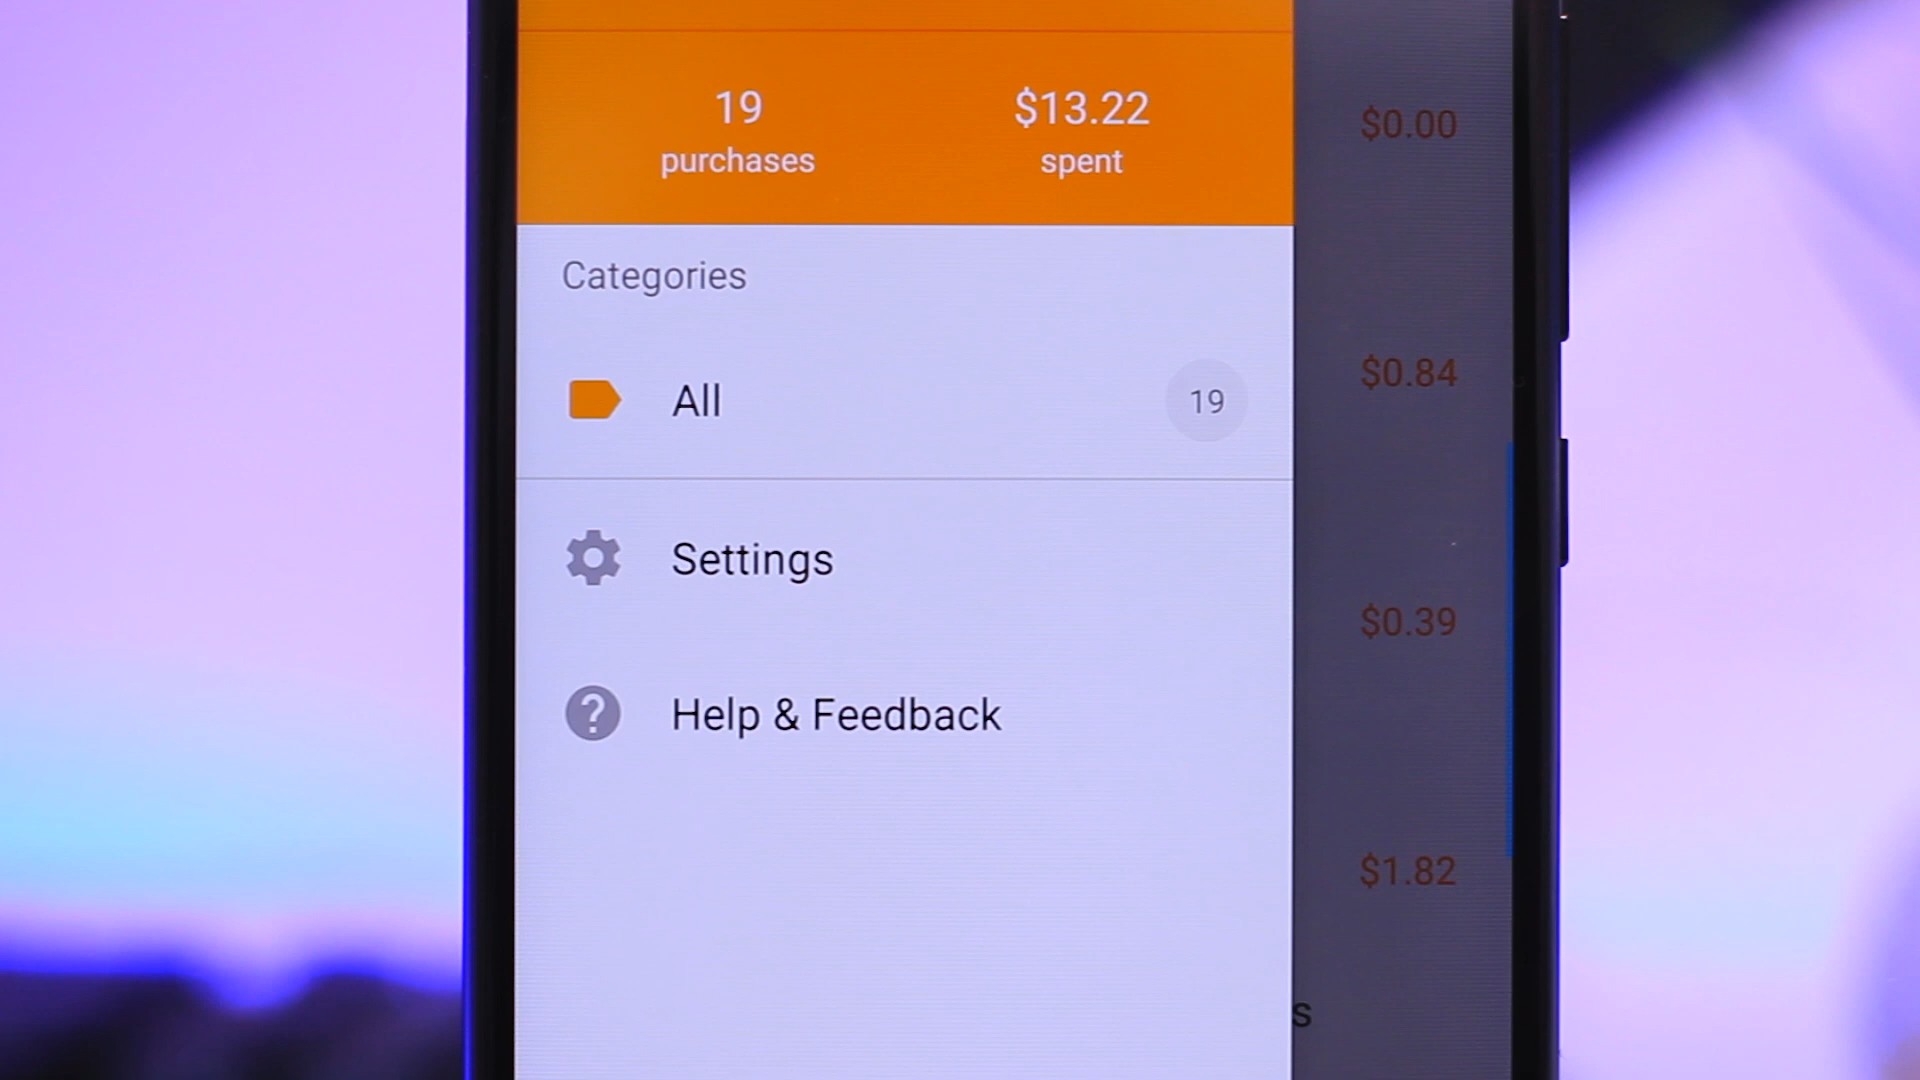 19
purchases
$13.22
spent
Categories
All
19
Settings
Help & Feedback
$0.00
$0.84
$0.39
$1.82
s